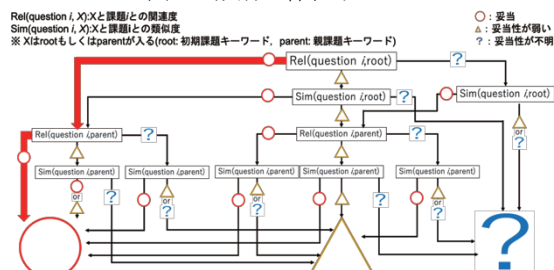 Rel(question i, X):Xと課題iとの関連度
Sim(question i, X):Xと課題iとの類似度
※ Xはrootもしくはparentが入る(root: 初期課題キーワード, parent: 親課題キーワード)
○:妥当
△:妥当性が弱い
?:妥当性が不明
Rel(question i,root)
?
Sim(question i,root)
?
Sim(question i,root)
Rel(question i,parent)
?
Rel(question i,parent)
?
or
?
Sim(question i,parent)
Sim(question i,parent)
Sim(question i,parent)
Sim(question i,parent)
Sim(question i,parent)
or
or
?
?
or
?
?
or
?
?